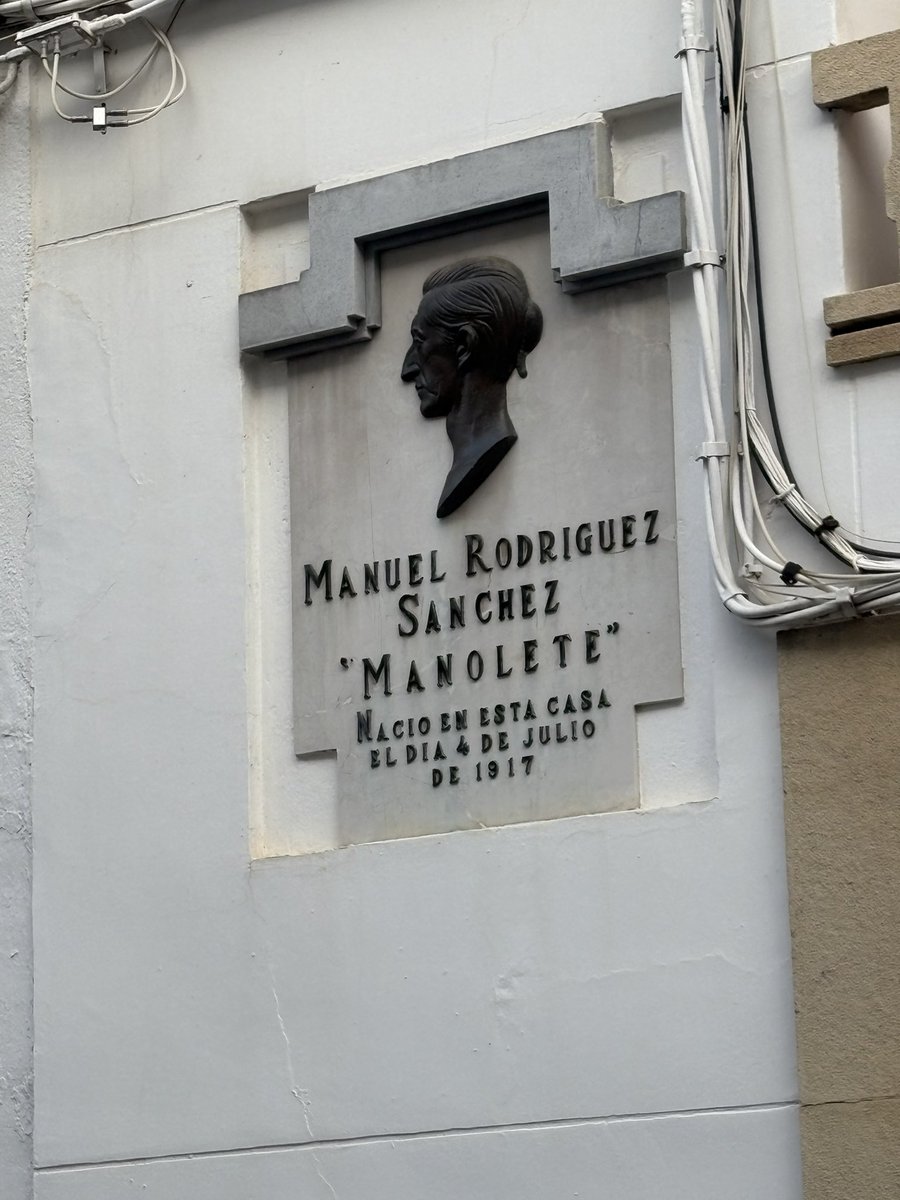 MANUEL RODRIGUEZ
SANCHEZ
"MANOLETE"
NACIO EN ESTA CASA
EL DIA 4 DE JULIO
DE 1917